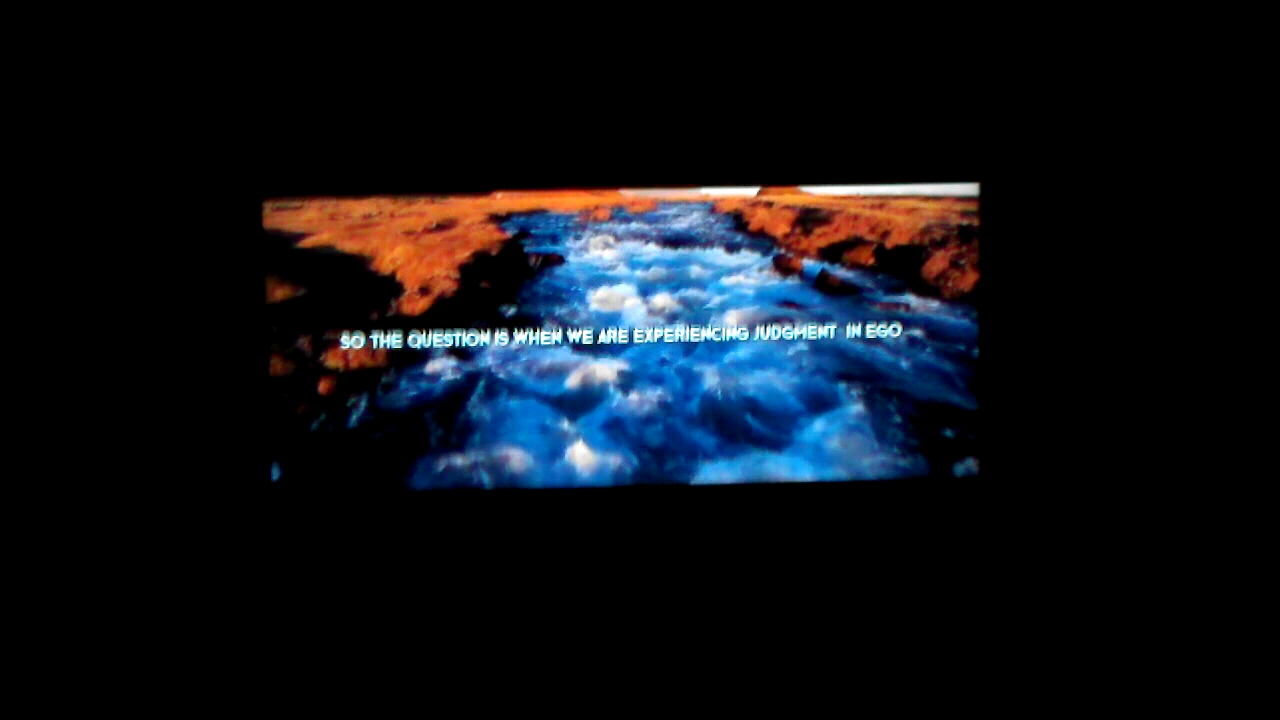 SO THE QUESTION IS WHEN WE ARE EXPERIENCING JUDGMENT IN EGO